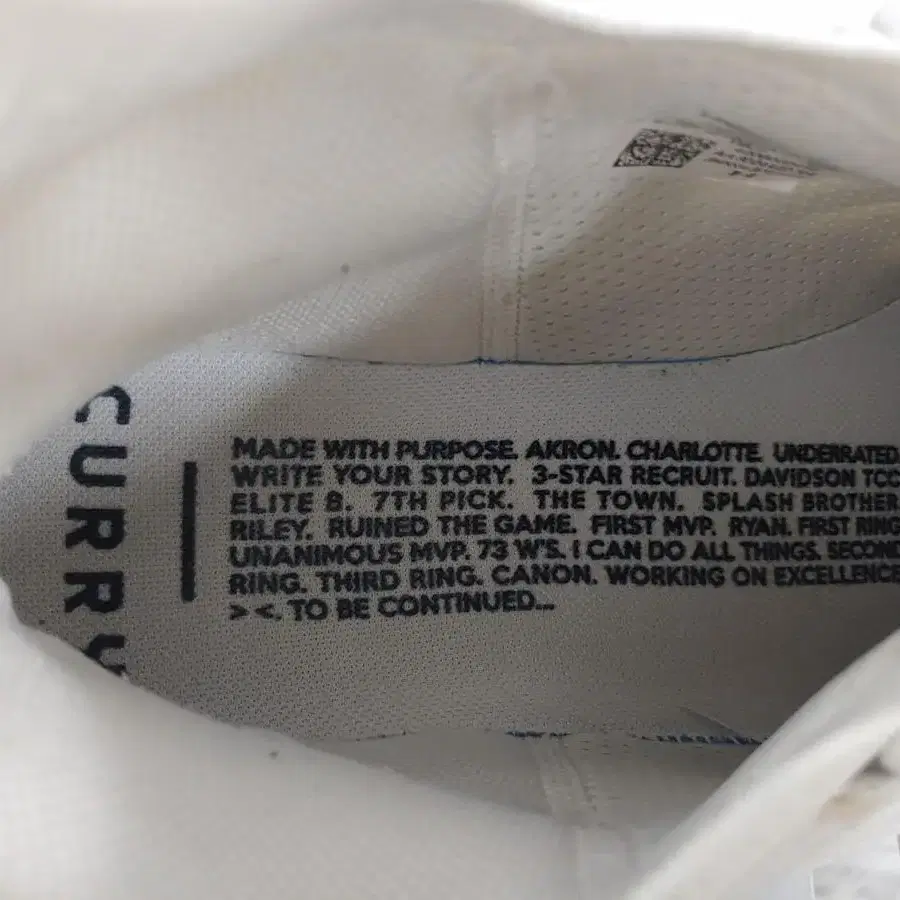 CURRY
MADE WITH PURPOSE. AKRON. CHARLOTTE. UNDERRATED.
WRITE YOUR STORY. 3-STAR RECRUIT. DAVIDSON TCC
ELITE 8. 7TH PICK. THE TOWN. SPLASH BROTHER
RILEY. RUINED THE GAME. FIRST MVP. RYAN. FIRST RING
UNANIMOUS MVP. 73 W'S. I CAN DO ALL THINGS. SECOND
RING. THIRD RING. CANON. WORKING ON EXCELLENCE
> <. TO BE CONTINUED...